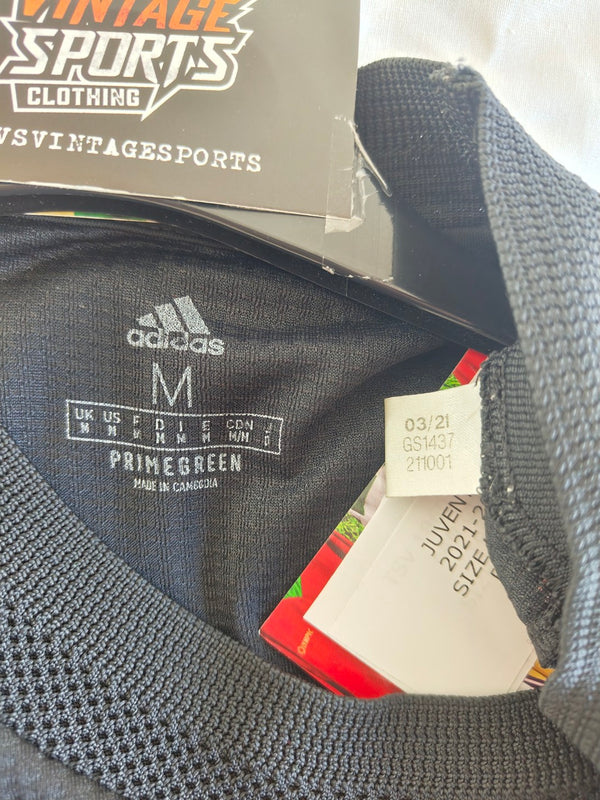 VINTAGE
SPORTS
CLOTHING
VSVINTAGESPORTS
adidas
M
UK US F D I E CDN J
M M M M M M M/M O
PRIMEGREEN
MADE IN CAMBODIA
03/21
GS1437
211001
TSV
JUVEN
2021-2
SIZE